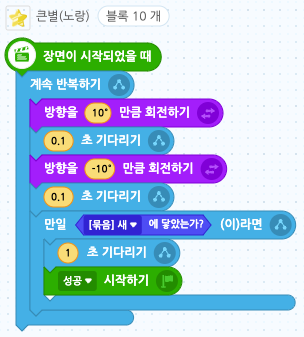 큰별(노랑) 블록 10 개
장면이 시작되었을 때
계속 반복하기
방향을 10° 만큼 회전하기
0.1 초 기다리기
방향을 -10° 만큼 회전하기
0.1 초 기다리기
만일 [묶음] 새 에 닿았는가? (이)라면
1 초 기다리기
성공 시작하기